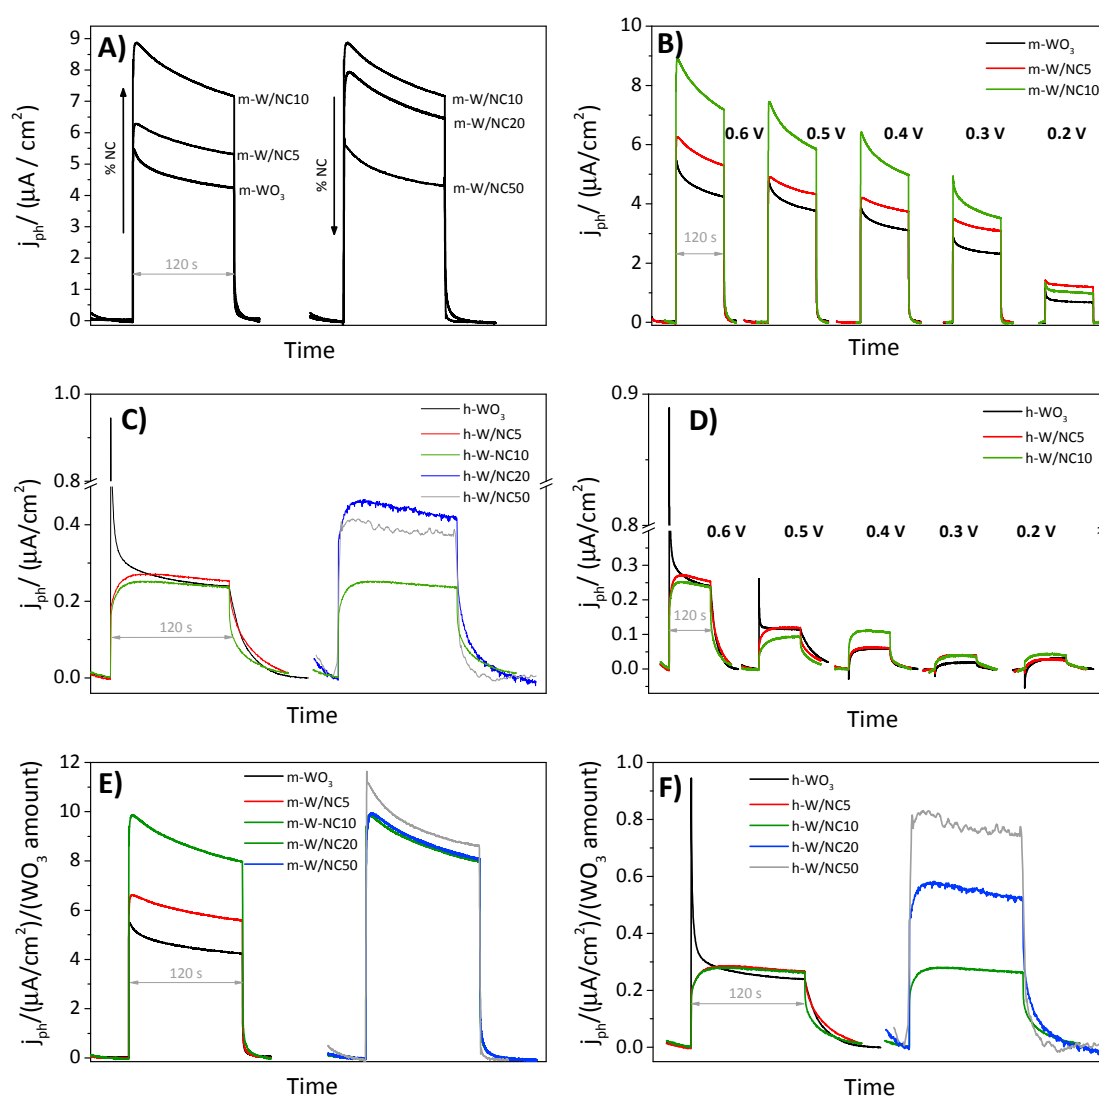 A)
9
8
7
6
5
4
3
2
1
0
j_ph/ (µA / cm²)
% NC
m-W/NC10
m-W/NC5
m-WO₃
120 s
% NC
m-W/NC10
m-W/NC20
m-W/NC50
Time
B)
10
8
6
4
2
0
j_ph/ (µA/cm²)
m-WO₃
m-W/NC5
m-W/NC10
0.6 V
0.5 V
0.4 V
0.3 V
0.2 V
120 s
Time
C)
1.0
0.8
0.4
0.2
0.0
j_ph/ (µA/cm²)
h-WO₃
h-W/NC5
h-W-NC10
h-W/NC20
h-W/NC50
120 s
Time
D)
0.9
0.8
0.3
0.2
0.1
0.0
j_ph/ (µA/cm²)
h-WO₃
h-W/NC5
h-W/NC10
0.6 V
0.5 V
0.4 V
0.3 V
0.2 V
120 s
Time
E)
12
10
8
6
4
2
0
j_ph/(µA/cm²)/(WO₃ amount)
m-WO₃
m-W/NC5
m-W-NC10
m-W/NC20
m-W/NC50
120 s
Time
F)
1.0
0.8
0.6
0.4
0.2
0.0
j_ph/(µA/cm²)/(WO₃ amount)
h-WO₃
h-W/NC5
h-W/NC10
h-W/NC20
h-W/NC50
120 s
Time